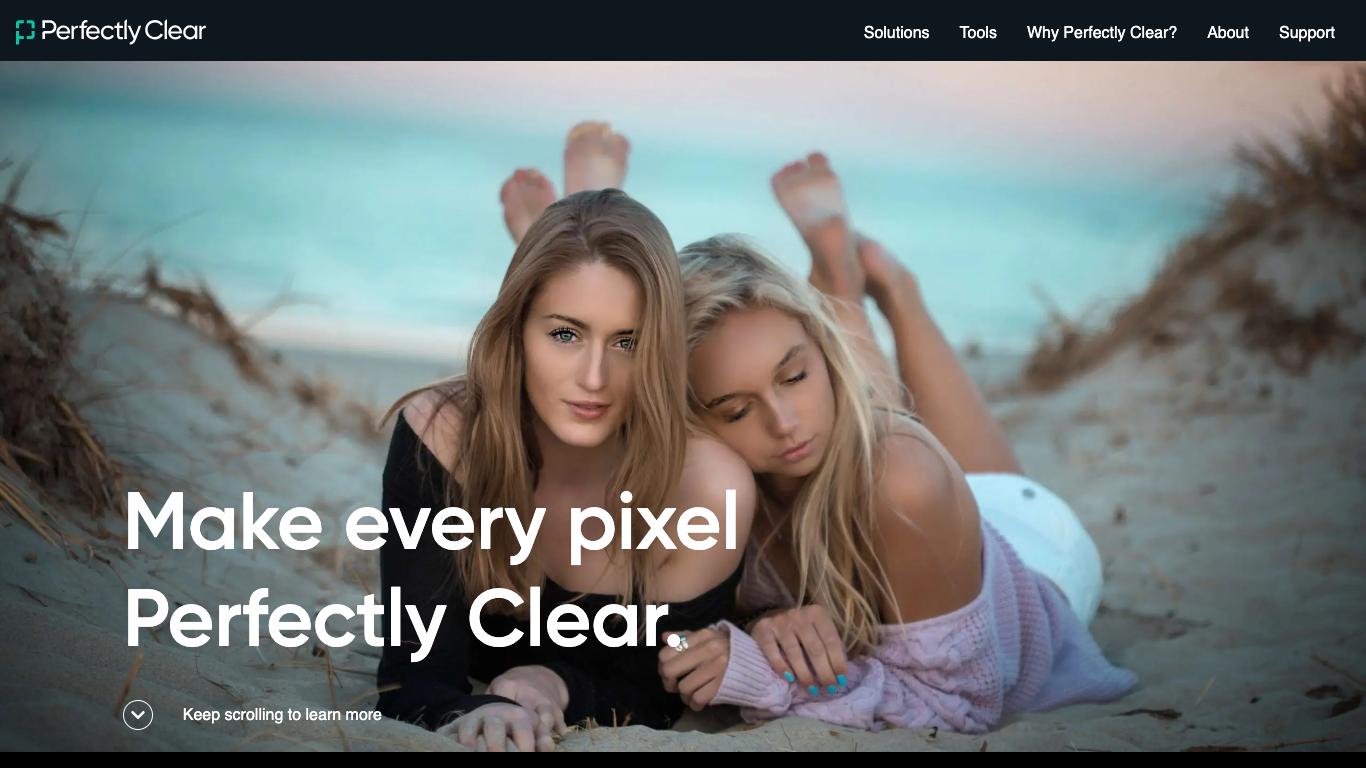 Perfectly Clear
Solutions
Tools
Why Perfectly Clear?
About
Support
Make every pixel
Perfectly Clear.
Keep scrolling to learn more